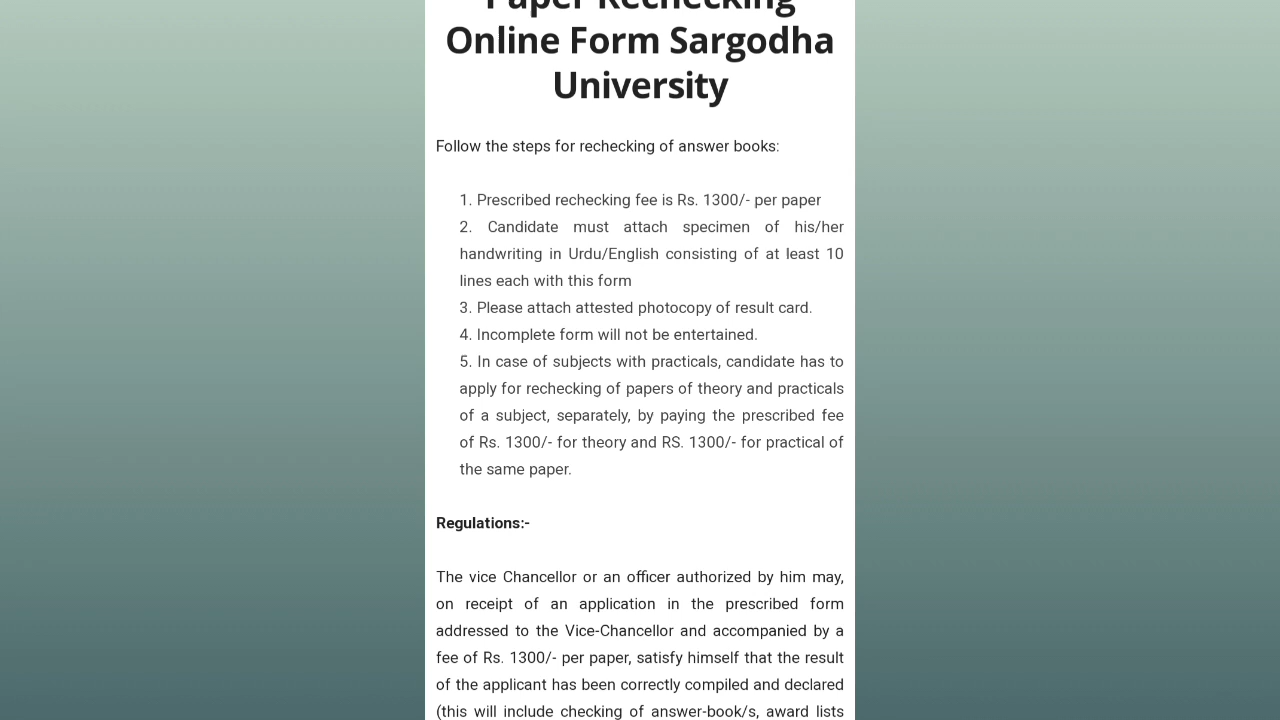 Paper Rechecking
Online Form Sargodha
University
Follow the steps for rechecking of answer books:
1. Prescribed rechecking fee is Rs. 1300/- per paper
2. Candidate must attach specimen of his/her
handwriting in Urdu/English consisting of at least 10
lines each with this form
3. Please attach attested photocopy of result card.
4. Incomplete form will not be entertained.
5. In case of subjects with practicals, candidate has to
apply for rechecking of papers of theory and practicals
of a subject, separately, by paying the prescribed fee
of Rs. 1300/- for theory and RS. 1300/- for practical of
the same paper.
Regulations:-
The vice Chancellor or an officer authorized by him may,
on receipt of an application in the prescribed form
addressed to the Vice-Chancellor and accompanied by a
fee of Rs. 1300/- per paper, satisfy himself that the result
of the applicant has been correctly compiled and declared
(this will include checking of answer-book/s, award lists